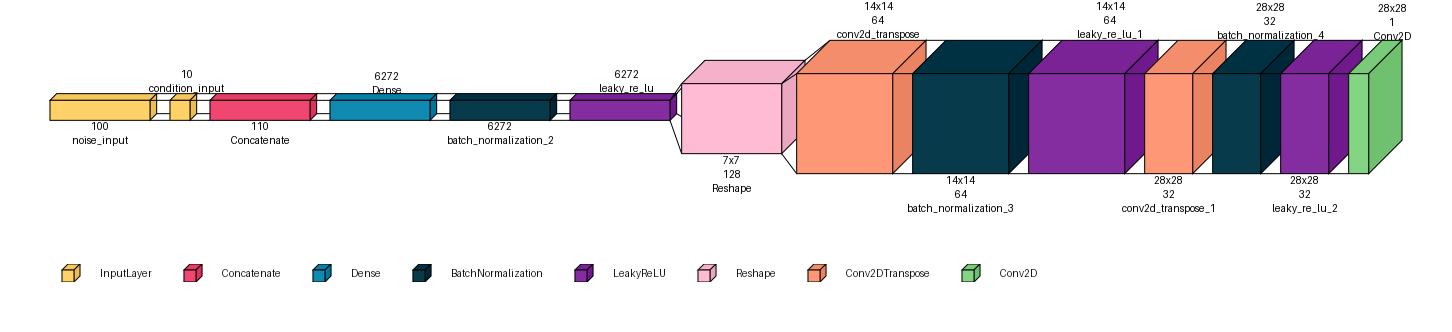 14x14
64
conv2d_transpose
14x14
64
leaky_re_lu_1
28x28
32
batch_normalization_4
28x28
1
Conv2D
10
condition_input
6272
Dense
6272
leaky_re_lu
100
noise_input
110
Concatenate
6272
batch_normalization_2
7x7
128
Reshape
14x14
64
batch_normalization_3
28x28
32
conv2d_transpose_1
28x28
32
leaky_re_lu_2
InputLayer
Concatenate
Dense
BatchNormalization
LeakyReLU
Reshape
Conv2DTranspose
Conv2D